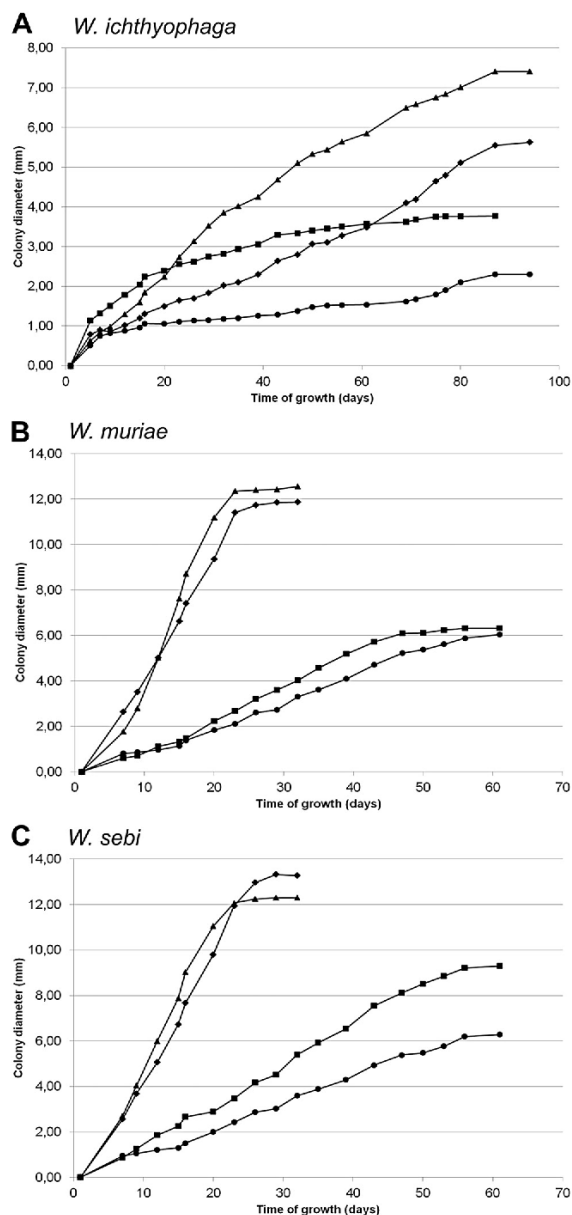 A W. ichthyophaga
8,00
7,00
6,00
5,00
4,00
3,00
2,00
1,00
0,00
0 20 40 60 80 100
Colony diameter (mm)
Time of growth (days)
B W. muriae
14,00
12,00
10,00
8,00
6,00
4,00
2,00
0,00
0 10 20 30 40 50 60 70
Colony diameter (mm)
Time of growth (days)
C W. sebi
14,00
12,00
10,00
8,00
6,00
4,00
2,00
0,00
0 10 20 30 40 50 60 70
Colony diameter (mm)
Time of growth (days)